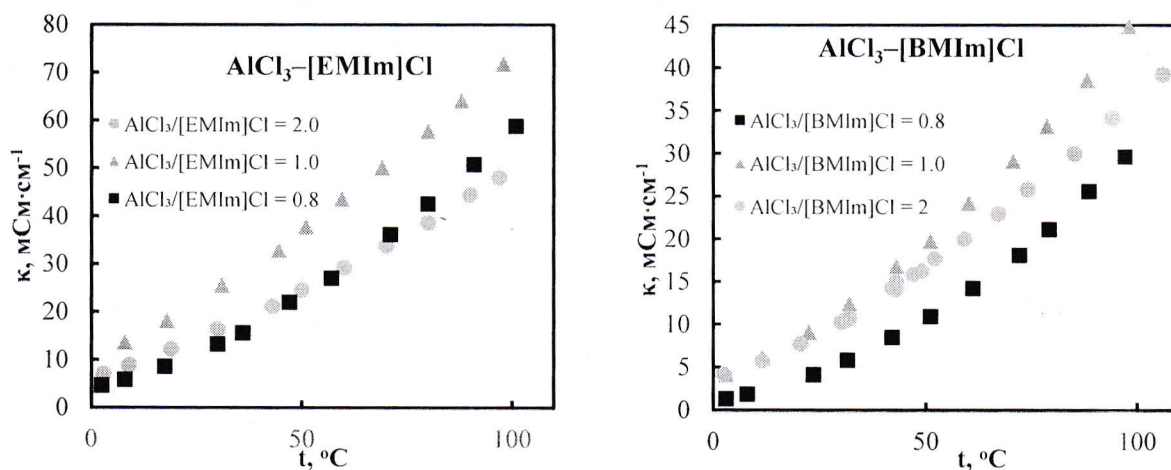 AlCl₃–[EMIm]Cl
AlCl₃/[EMIm]Cl = 2.0
AlCl₃/[EMIm]Cl = 1.0
AlCl₃/[EMIm]Cl = 0.8
κ, мСм·см⁻¹
80
70
60
50
40
30
20
10
0
0
50
100
t, °C
AlCl₃–[BMIm]Cl
AlCl₃/[BMIm]Cl = 0.8
AlCl₃/[BMIm]Cl = 1.0
AlCl₃/[BMIm]Cl = 2
κ, мСм·см⁻¹
45
40
35
30
25
20
15
10
5
0
0
50
100
t, °C